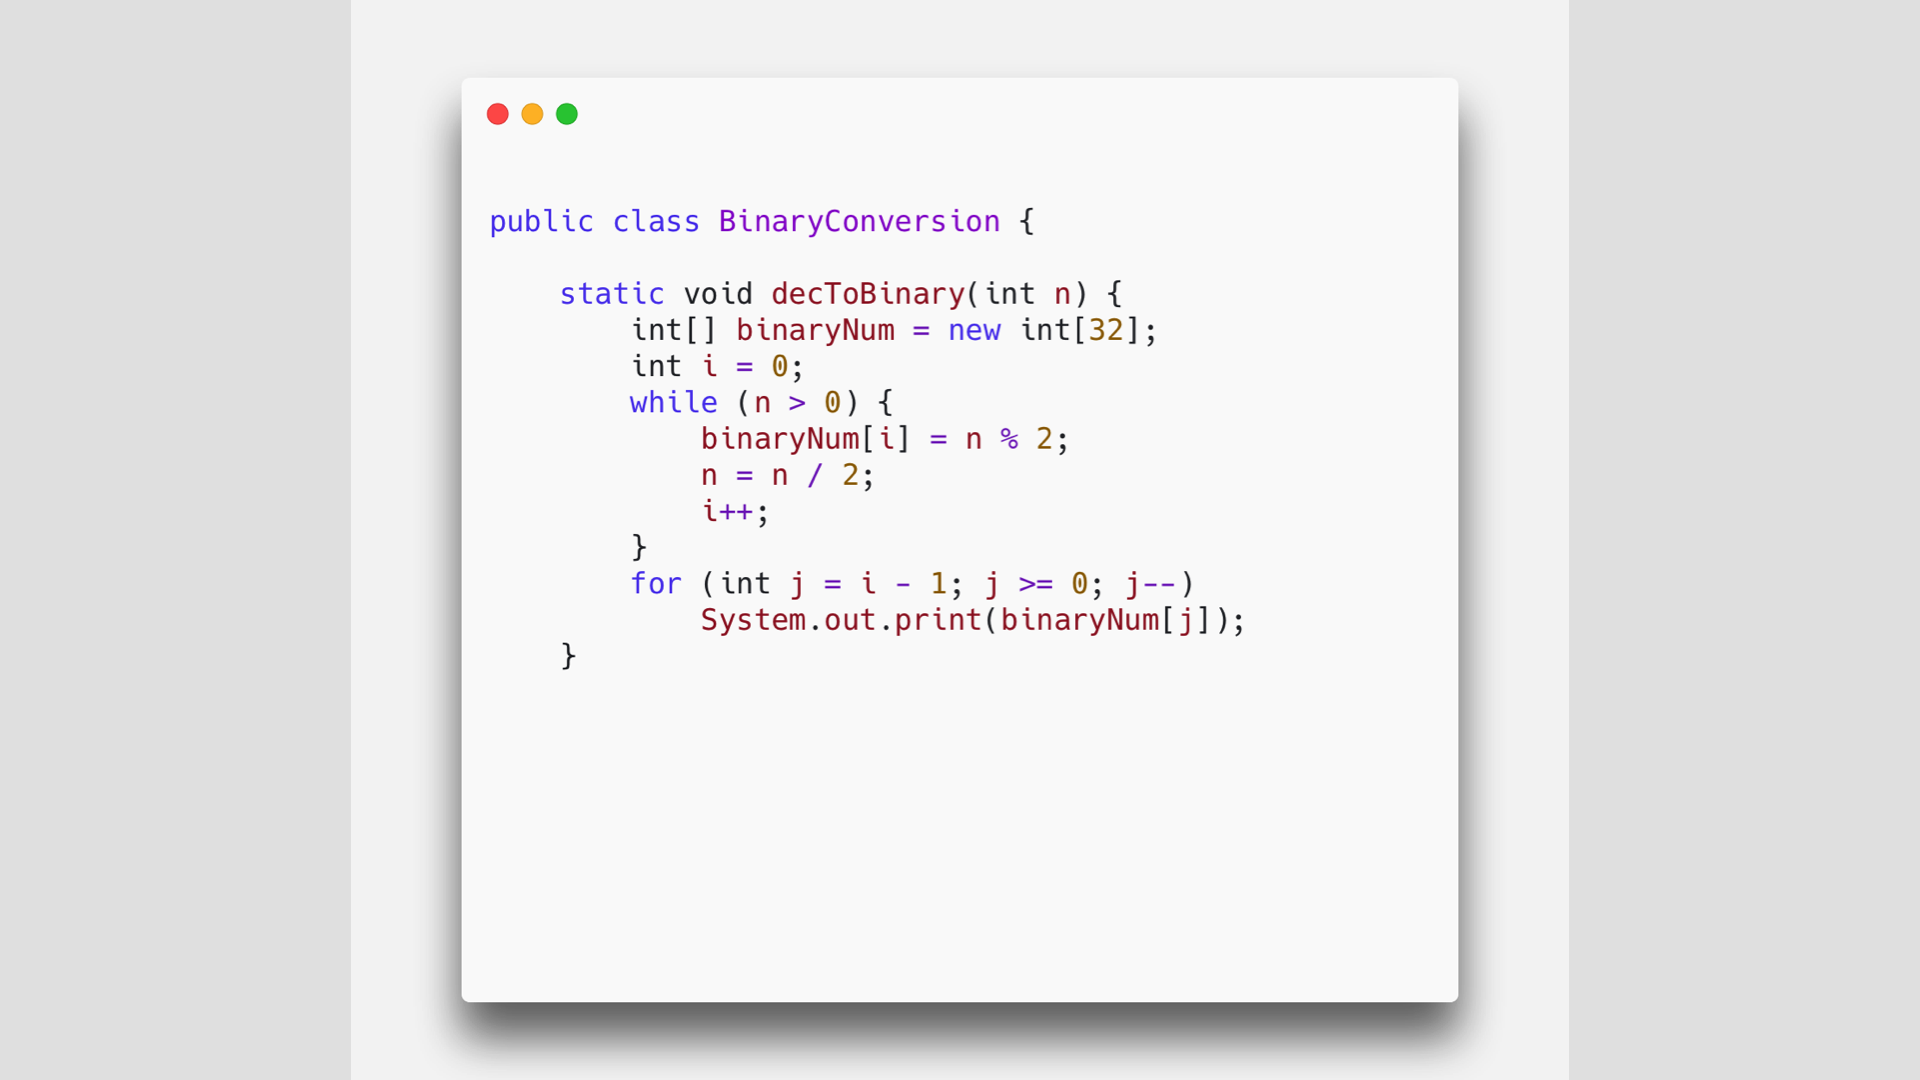 public class BinaryConversion {
static void decToBinary(int n) {
int[] binaryNum = new int[32];
int i = 0;
while (n > 0) {
binaryNum[i] = n % 2;
n = n / 2;
i++;
}
for (int j = i - 1; j >= 0; j--)
System.out.print(binaryNum[j]);
}